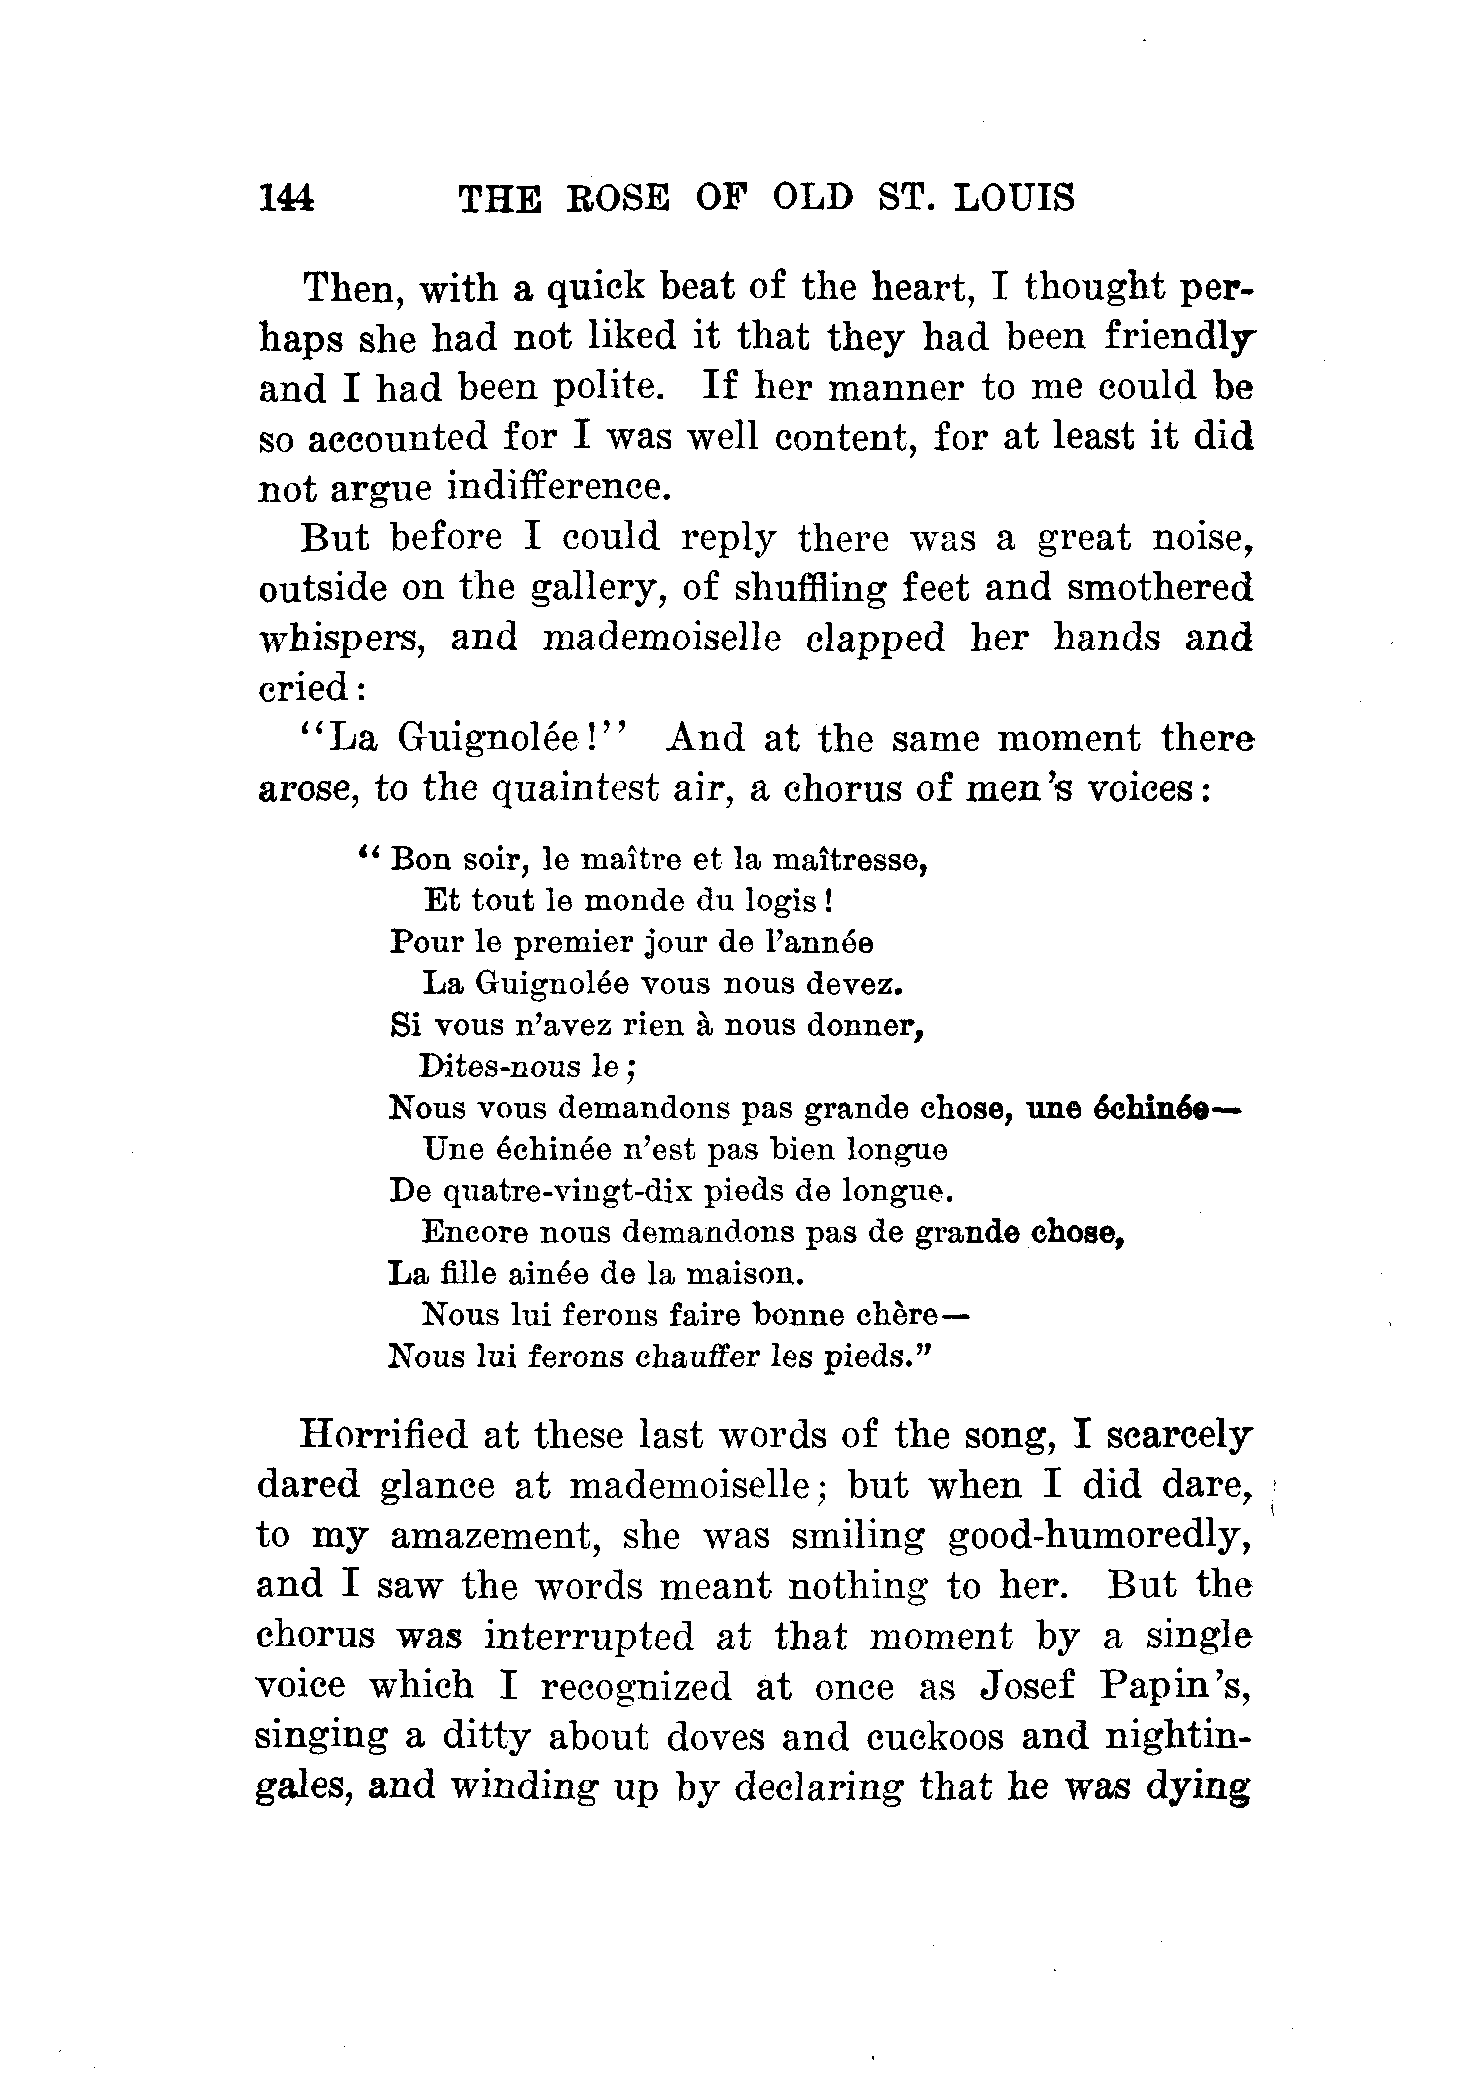 144 THE ROSE OF OLD ST. LOUIS
Then, with a quick beat of the heart, I thought per-
haps she had not liked it that they had been friendly
and I had been polite. If her manner to me could be
so accounted for I was well content, for at least it did
not argue indifference.
But before I could reply there was a great noise,
outside on the gallery, of shuffling feet and smothered
whispers, and mademoiselle clapped her hands and
cried:
"La Guignolée!" And at the same moment there
arose, to the quaintest air, a chorus of men's voices:
"Bon soir, le maître et la maîtresse,
Et tout le monde du logis!
Pour le premier jour de l'année
La Guignolée vous nous devez.
Si vous n'avez rien à nous donner,
Dites-nous le;
Nous vous demandons pas grande chose, une échinée—
Une échinée n'est pas bien longue
De quatre-vingt-dix pieds de longue.
Encore nous demandons pas de grande chose,
La fille ainée de la maison.
Nous lui ferons faire bonne chère—
Nous lui ferons chauffer les pieds."
Horrified at these last words of the song, I scarcely
dared glance at mademoiselle; but when I did dare,
to my amazement, she was smiling good-humoredly,
and I saw the words meant nothing to her. But the
chorus was interrupted at that moment by a single
voice which I recognized at once as Josef Papin's,
singing a ditty about doves and cuckoos and nightin-
gales, and winding up by declaring that he was dying